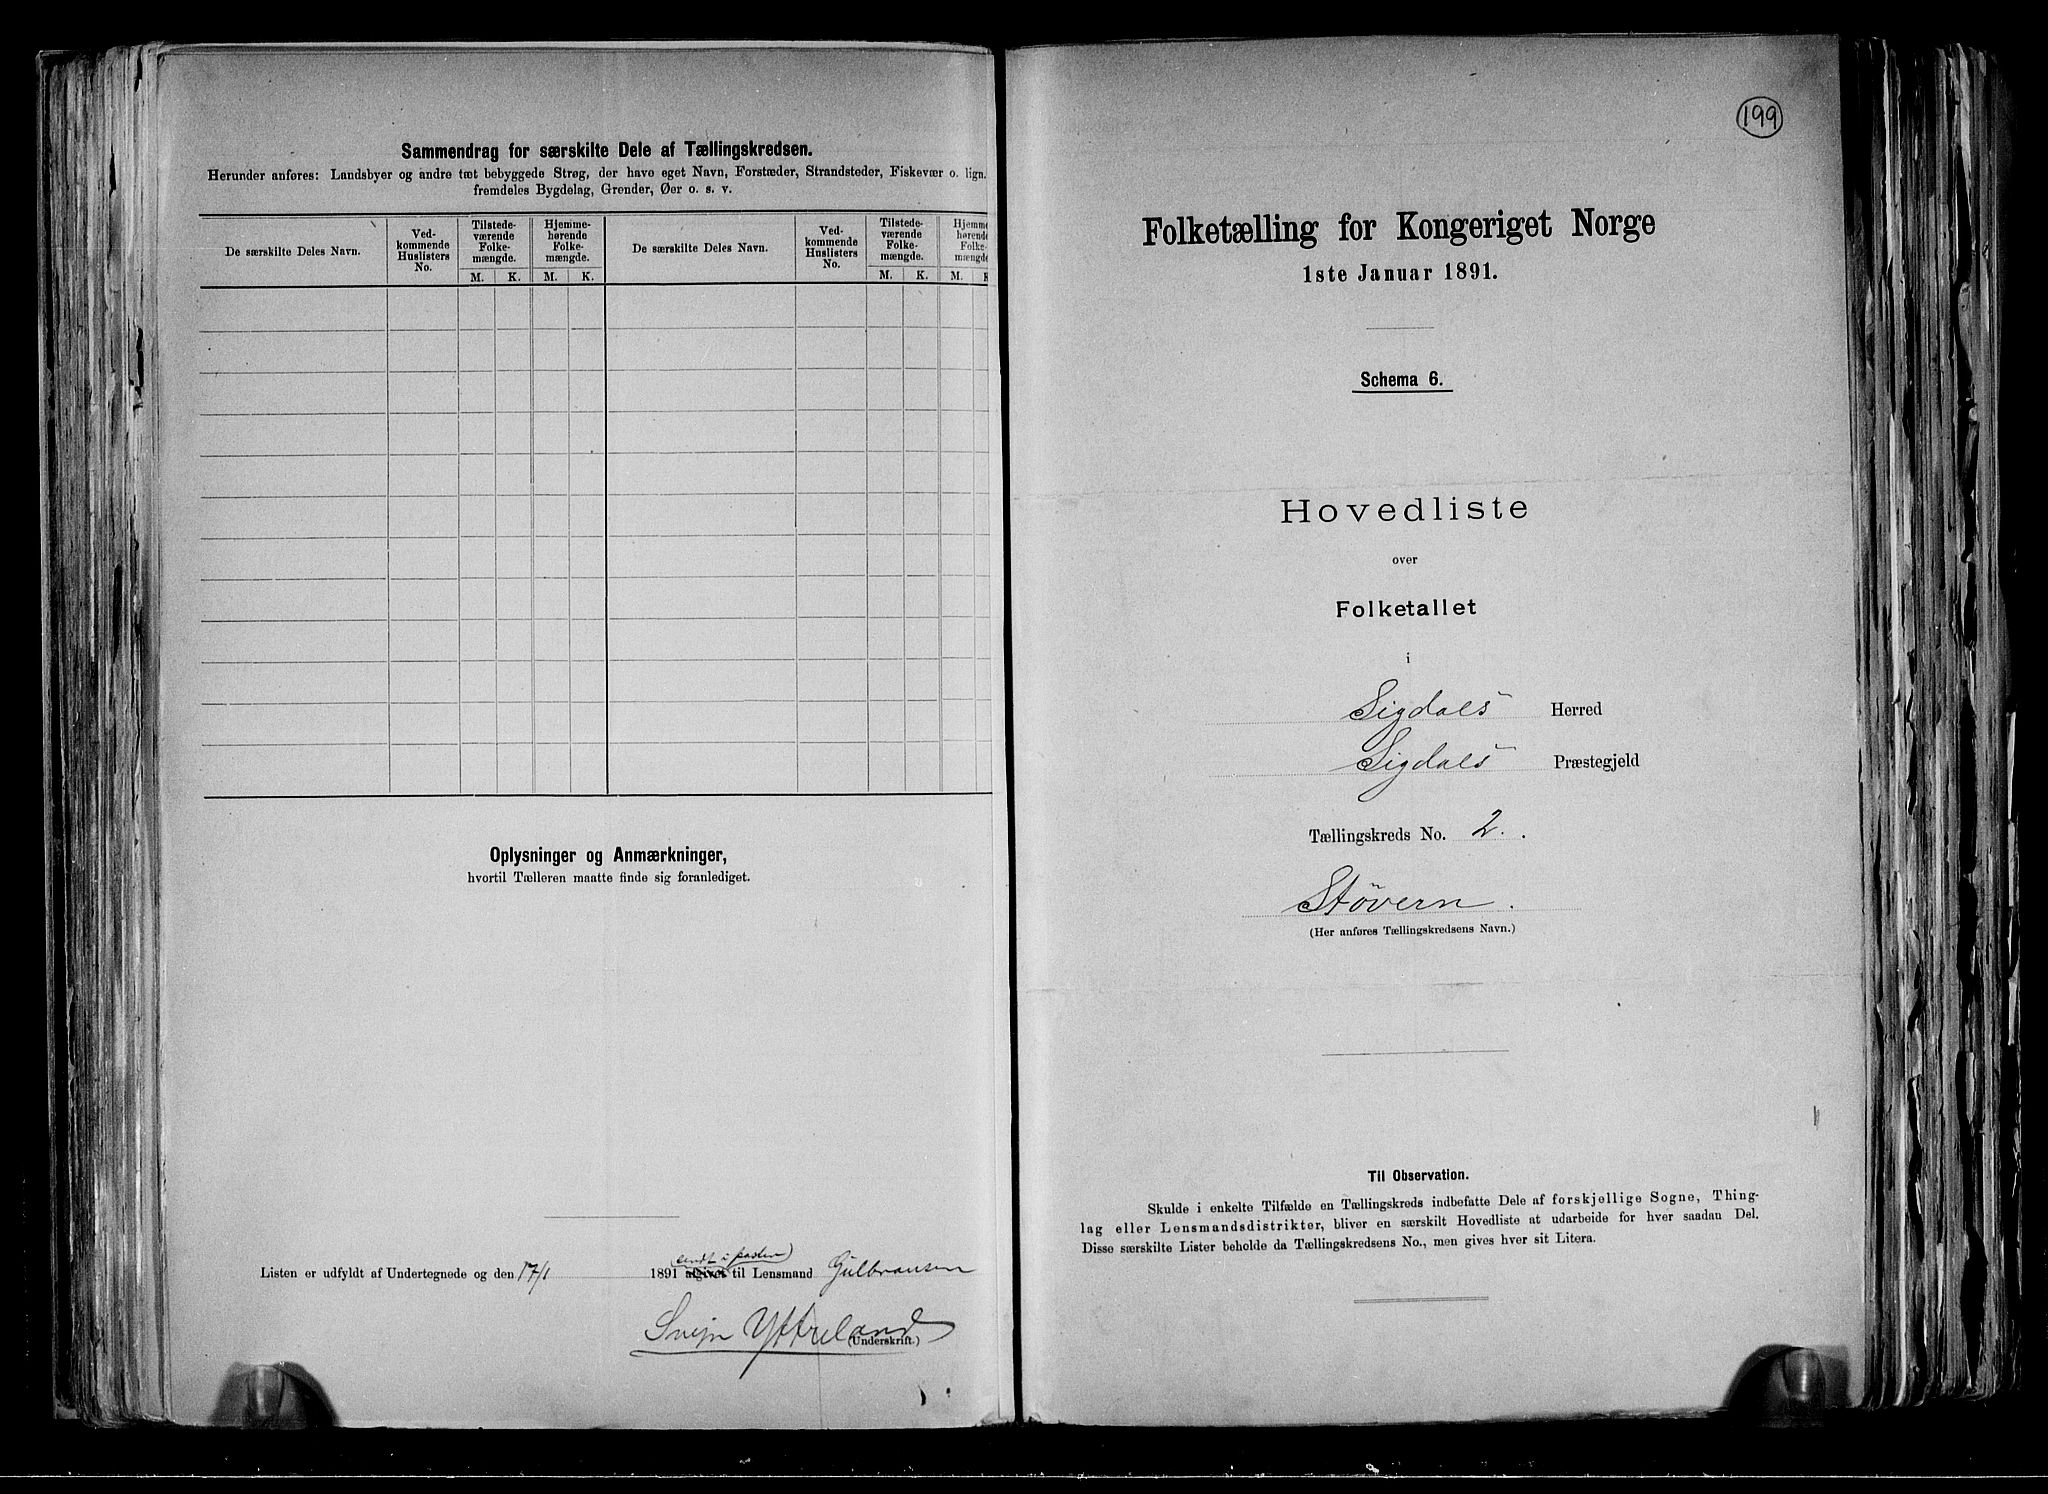 Sammendrag for særskilte Dele af Tællingskredsen.
Herunder anføres: Landsbyer og andre tæt bebyggede Strøg, der have eget Navn, Forstæder, Strandsteder, Fiskevær o. lign.
fremdeles Bygdelag, Grender, Øer o. s. v.
De særskilte Deles Navn.
Ved-
kommende
Huslisters
No.
Tilstede-
værende
Folke-
mængde.
M. K.
Hjemme-
hørende
Folke-
mængde.
M. K.
De særskilte Deles Navn.
Ved-
kommende
Huslisters
No.
Tilstede-
værende
Folke-
mængde.
M. K.
Hjemme
hørende
Folke-
mængde
M. K
Oplysninger og Anmærkninger,
hvortil Tælleren maatte finde sig foranlediget.
sendt i posten
Listen er udfyldt af Undertegnede og den 17/1 1891 afgivet til Lensmand Gulbransen
Svejn Yttreland
(Underskrift.)
199
Folketælling for Kongeriget Norge
1ste Januar 1891.
Schema 6.
Hovedliste
over
Folketallet
i
Sigdals Herred
Sigdals Præstegjeld
Tællingskreds No. 2.
Støvern.
(Her anføres Tællingskredsens Navn.)
Til Observation.
Skulde i enkelte Tilfælde en Tællingskreds indbefatte Dele af forskjellige Sogne, Thing-
lag eller Lensmandsdistrikter, bliver en særskilt Hovedliste at udarbeide for hver saadan Del.
Disse særskilte Lister beholde da Tællingskredsens No., men gives hver sit Litera.